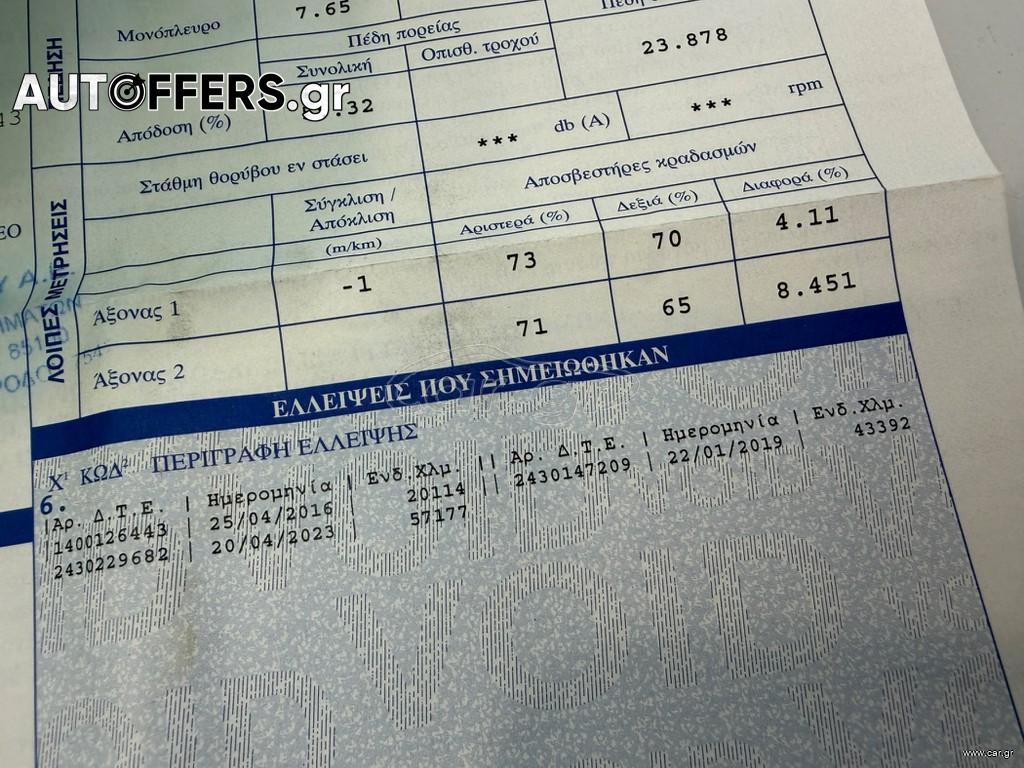 Μονόπλευρο
7.65
Πέδη πορείας
Συνολική
Οπισθ. τροχού
23.878
AUTOFFERS.gr
Απόδοση (%)
Στάθμη θορύβου εν στάσει
*** db (A)
*** rpm
Σύγκλιση /
Απόκλιση
(m/km)
Αποσβεστήρες κραδασμών
Αριστερά (%)
Δεξιά (%)
Διαφορά (%)
ΛΟΙΠΕΣ ΜΕΤΡΗΣΕΙΣ
Άξονας 1 -1 73 70 4.11
Άξονας 2 71 65 8.451
ΕΛΛΕΙΨΕΙΣ ΠΟΥ ΣΗΜΕΙΩΘΗΚΑΝ
Χ¹ ΚΩΔ² ΠΕΡΙΓΡΑΦΗ ΕΛΛΕΙΨΗΣ
6.
|Αρ. Δ.Τ.Ε. | Ημερομηνία | Ενδ.Χλμ. || Αρ. Δ.Τ.Ε. | Ημερομηνία | Ενδ.Χλμ.
|1400126443 | 25/04/2016 | 20114 || 2430147209 | 22/01/2019 | 43392
|2430229682 | 20/04/2023 | 57177
VOID
www.car.gr